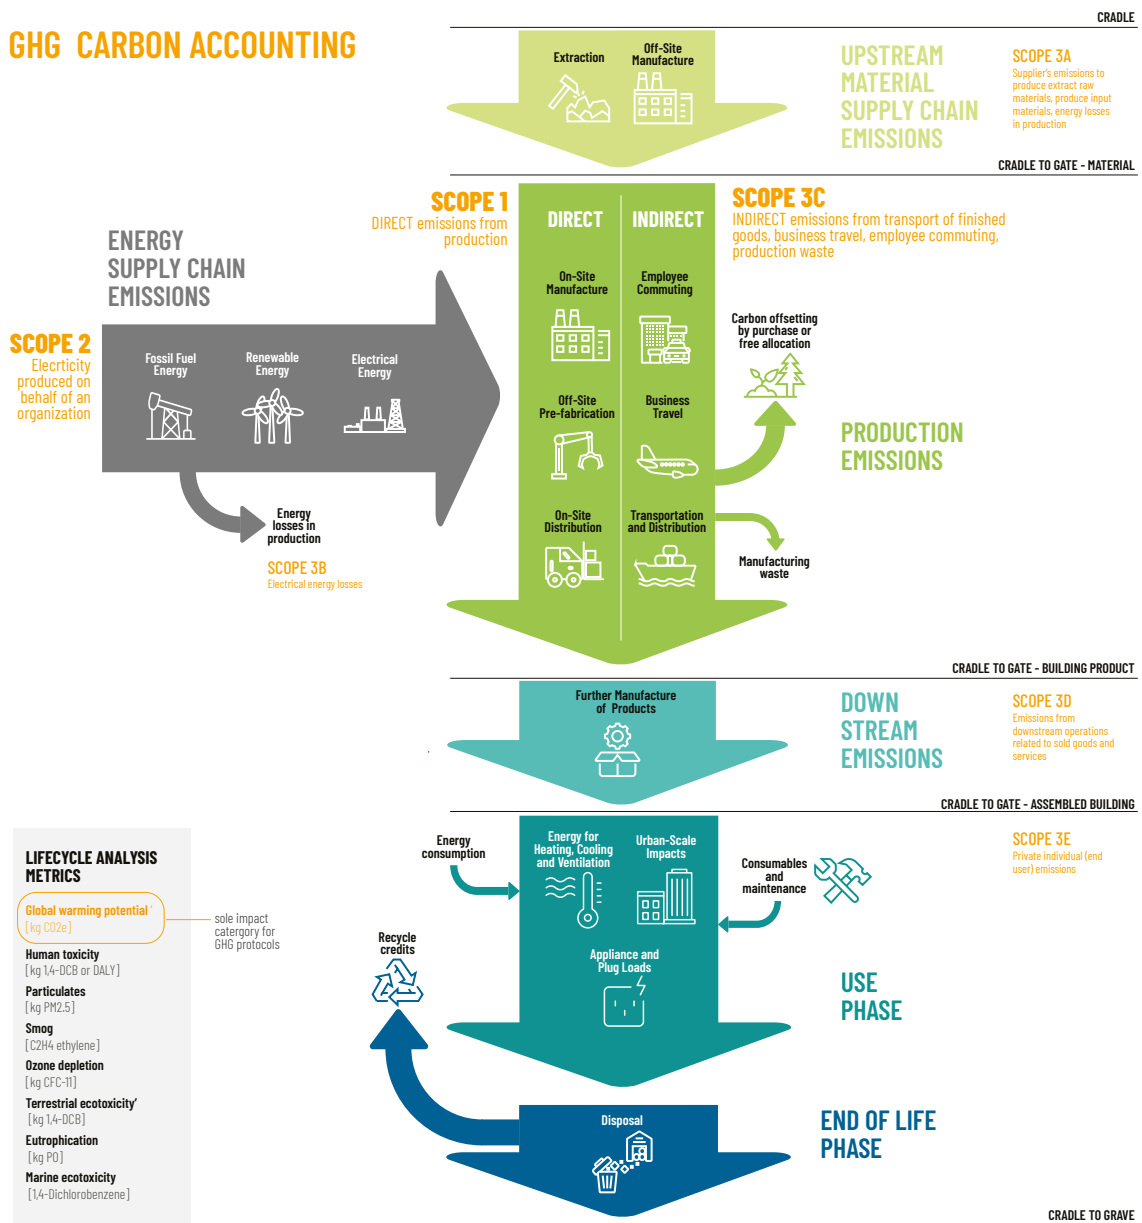 GHG CARBON ACCOUNTING
CRADLE
Extraction
Off-Site
Manufacture
UPSTREAM
MATERIAL
SUPPLY CHAIN
EMISSIONS
SCOPE 3A
Supplier's emissions to
produce extract raw
materials, produce input
materials, energy losses
in production
CRADLE TO GATE - MATERIAL
SCOPE 1
DIRECT emissions from
production
DIRECT
INDIRECT
SCOPE 3C
INDIRECT emissions from transport of finished
goods, business travel, employee commuting,
production waste
ENERGY
SUPPLY CHAIN
EMISSIONS
SCOPE 2
Elecrticity
produced on
behalf of an
organization
Fossil Fuel
Energy
Renewable
Energy
Electrical
Energy
On-Site
Manufacture
Employee
Commuting
Carbon offsetting
by purchase or
free allocation
Off-Site
Pre-fabrication
Business
Travel
PRODUCTION
EMISSIONS
Energy
losses in
production
SCOPE 3B
Electrical energy losses
On-Site
Distribution
Transportation
and Distribution
Manufacturing
waste
CRADLE TO GATE - BUILDING PRODUCT
Further Manufacture
of Products
DOWN
STREAM
EMISSIONS
SCOPE 3D
Emissions from
downstream operations
related to sold goods and
services
CRADLE TO GATE - ASSEMBLED BUILDING
Energy
consumption
Energy for
Heating, Cooling
and Ventilation
Urban-Scale
Impacts
Consumables
and
maintenance
SCOPE 3E
Private individual (end
user) emissions
Appliance and
Plug Loads
USE
PHASE
Recycle
credits
Disposal
END OF LIFE
PHASE
CRADLE TO GRAVE
LIFECYCLE ANALYSIS
METRICS
Global warming potential '
[kg CO2e]
sole impact
catergory for
GHG protocols
Human toxicity
[kg 1,4-DCB or DALY]
Particulates
[kg PM2.5]
Smog
[C2H4 ethylene]
Ozone depletion
[kg CFC-11]
Terrestrial ecotoxicity'
[kg 1,4-DCB]
Eutrophication
[kg PO]
Marine ecotoxicity
[1,4-Dichlorobenzene]